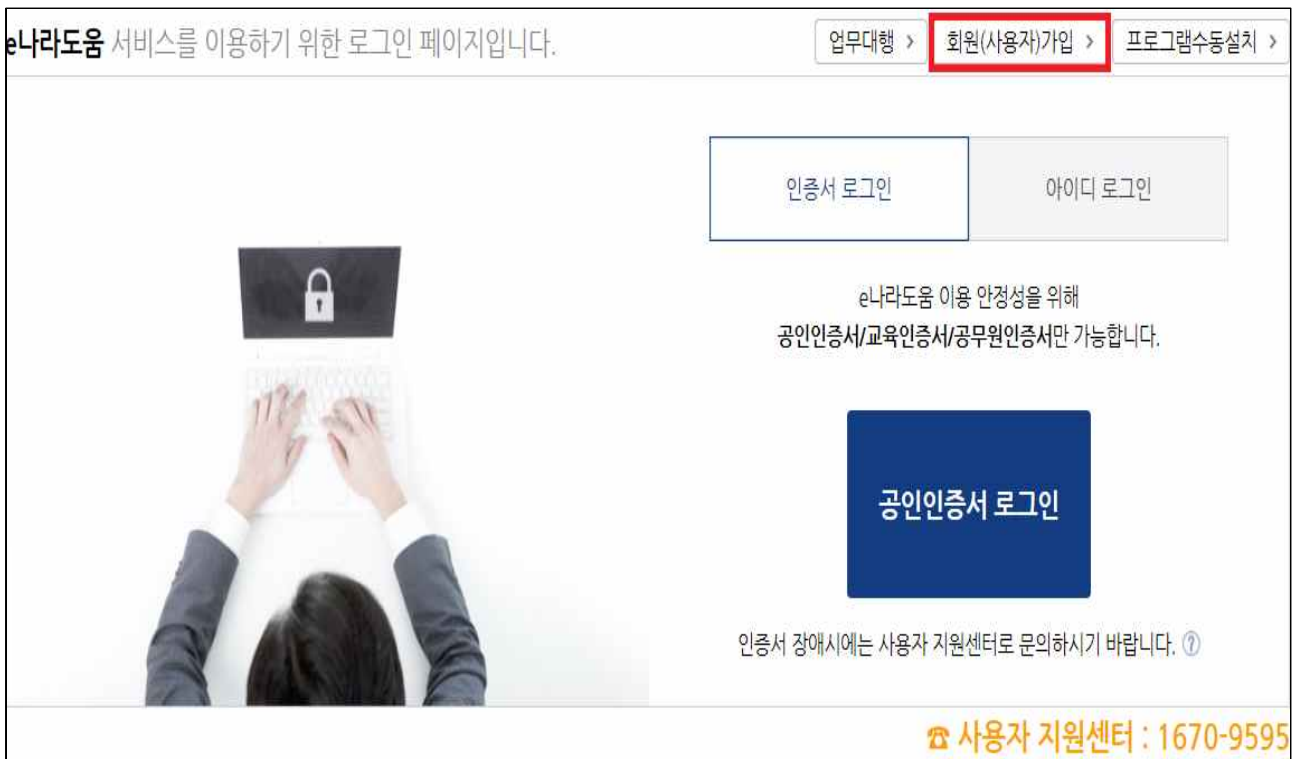 e나라도움 서비스를 이용하기 위한 로그인 페이지입니다.
업무대행 >
회원(사용자)가입 >
프로그램수동설치 >
인증서 로그인
아이디 로그인
e나라도움 이용 안정성을 위해
공인인증서/교육인증서/공무원인증서만 가능합니다.
공인인증서 로그인
인증서 장애시에는 사용자 지원센터로 문의하시기 바랍니다. ?
☎ 사용자 지원센터 : 1670-9595